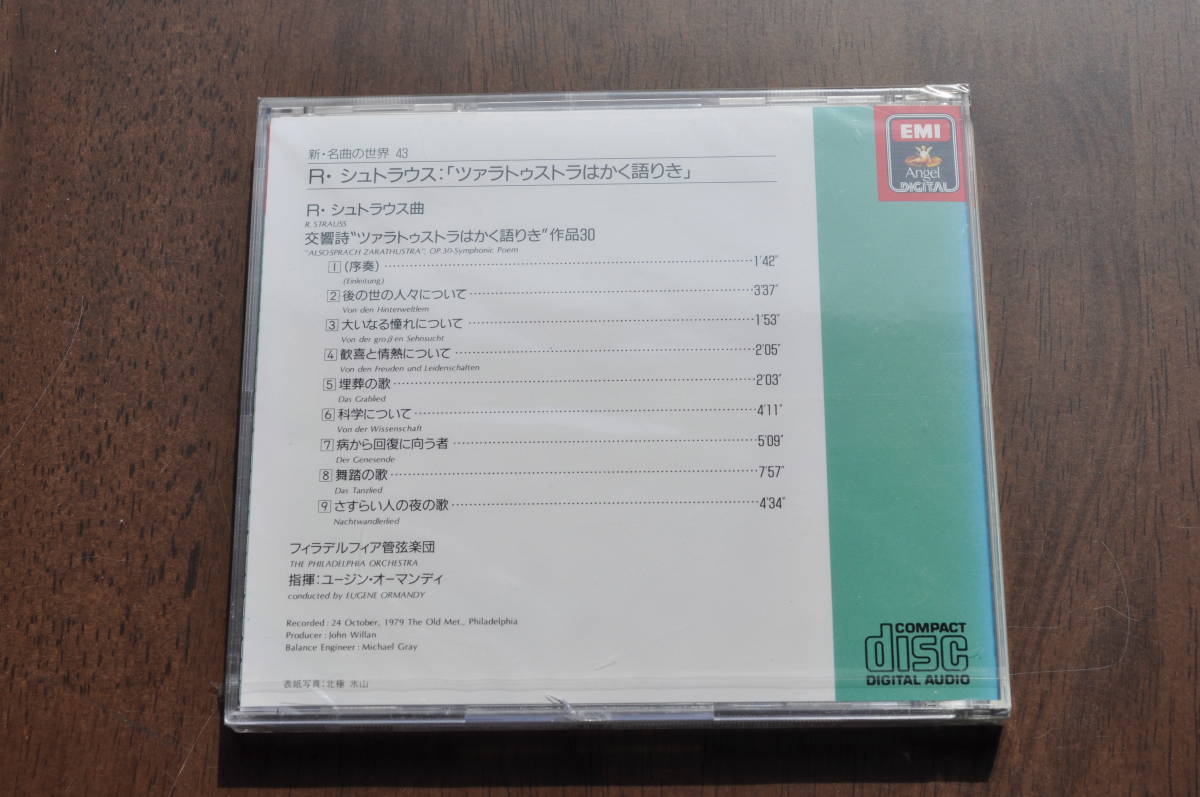 新・名曲の世界 43
R・シュトラウス:「ツァラトゥストラはかく語りき」
R・シュトラウス曲
R. STRAUSS
交響詩“ツァラトゥストラはかく語りき”作品30
"ALSO SPRACH ZARATHUSTRA", OP.30-Symphonic Poem
1 (序奏) 1'42"
(Einleitung)
2 後の世の人々について 3'37"
Von den Hinterweltlern
3 大いなる憧れについて 1'53"
Von der großen Sehnsucht
4 歓喜と情熱について 2'05"
Von den Freuden und Leidenschaften
5 埋葬の歌 2'03"
Das Grablied
6 科学について 4'11"
Von der Wissenschaft
7 病から回復に向う者 5'09"
Der Genesende
8 舞踏の歌 7'57"
Das Tanzlied
9 さすらい人の夜の歌 4'34"
Nachtwandlerlied
フィラデルフィア管弦楽団
THE PHILADELPHIA ORCHESTRA
指揮:ユージン・オーマンディ
conducted by EUGENE ORMANDY
Recorded: 24 October, 1979 The Old Met., Philadelphia
Producer: John Willan
Balance Engineer: Michael Gray
表紙写真:北極 氷山
EMI
Angel
DIGITAL
COMPACT
disc
DIGITAL AUDIO